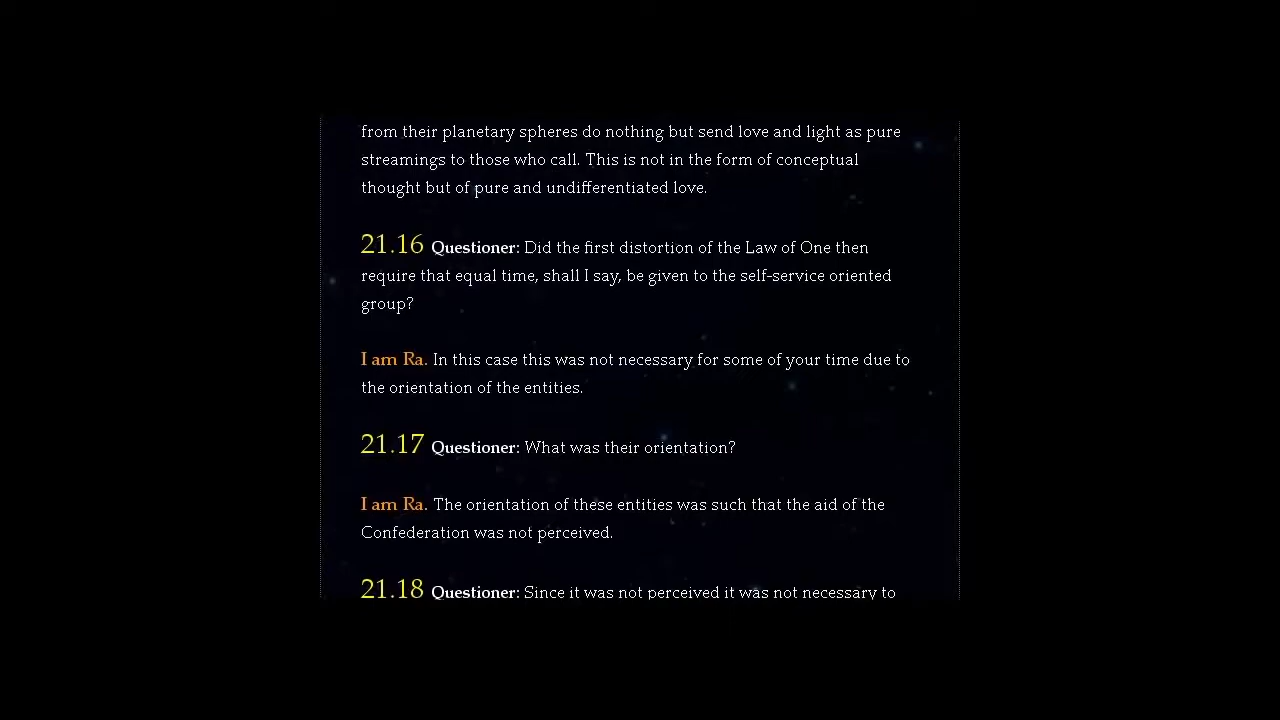 from their planetary spheres do nothing but send love and light as pure
streamings to those who call. This is not in the form of conceptual
thought but of pure and undifferentiated love.
21.16 Questioner: Did the first distortion of the Law of One then
require that equal time, shall I say, be given to the self-service oriented
group?
I am Ra. In this case this was not necessary for some of your time due to
the orientation of the entities.
21.17 Questioner: What was their orientation?
I am Ra. The orientation of these entities was such that the aid of the
Confederation was not perceived.
21.18 Questioner: Since it was not perceived it was not necessary to